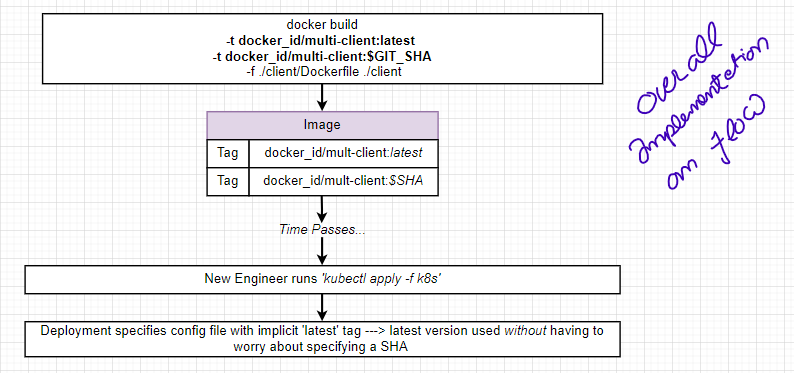 docker build
-t docker_id/multi-client:latest
-t docker_id/multi-client:$GIT_SHA
-f ./client/Dockerfile ./client
Image
Tag docker_id/mult-client:latest
Tag docker_id/mult-client:$SHA
Time Passes...
New Engineer runs 'kubectl apply -f k8s'
Deployment specifies config file with implicit 'latest' tag ---> latest version used without having to
worry about specifying a SHA
Overall
Implementation
on flow